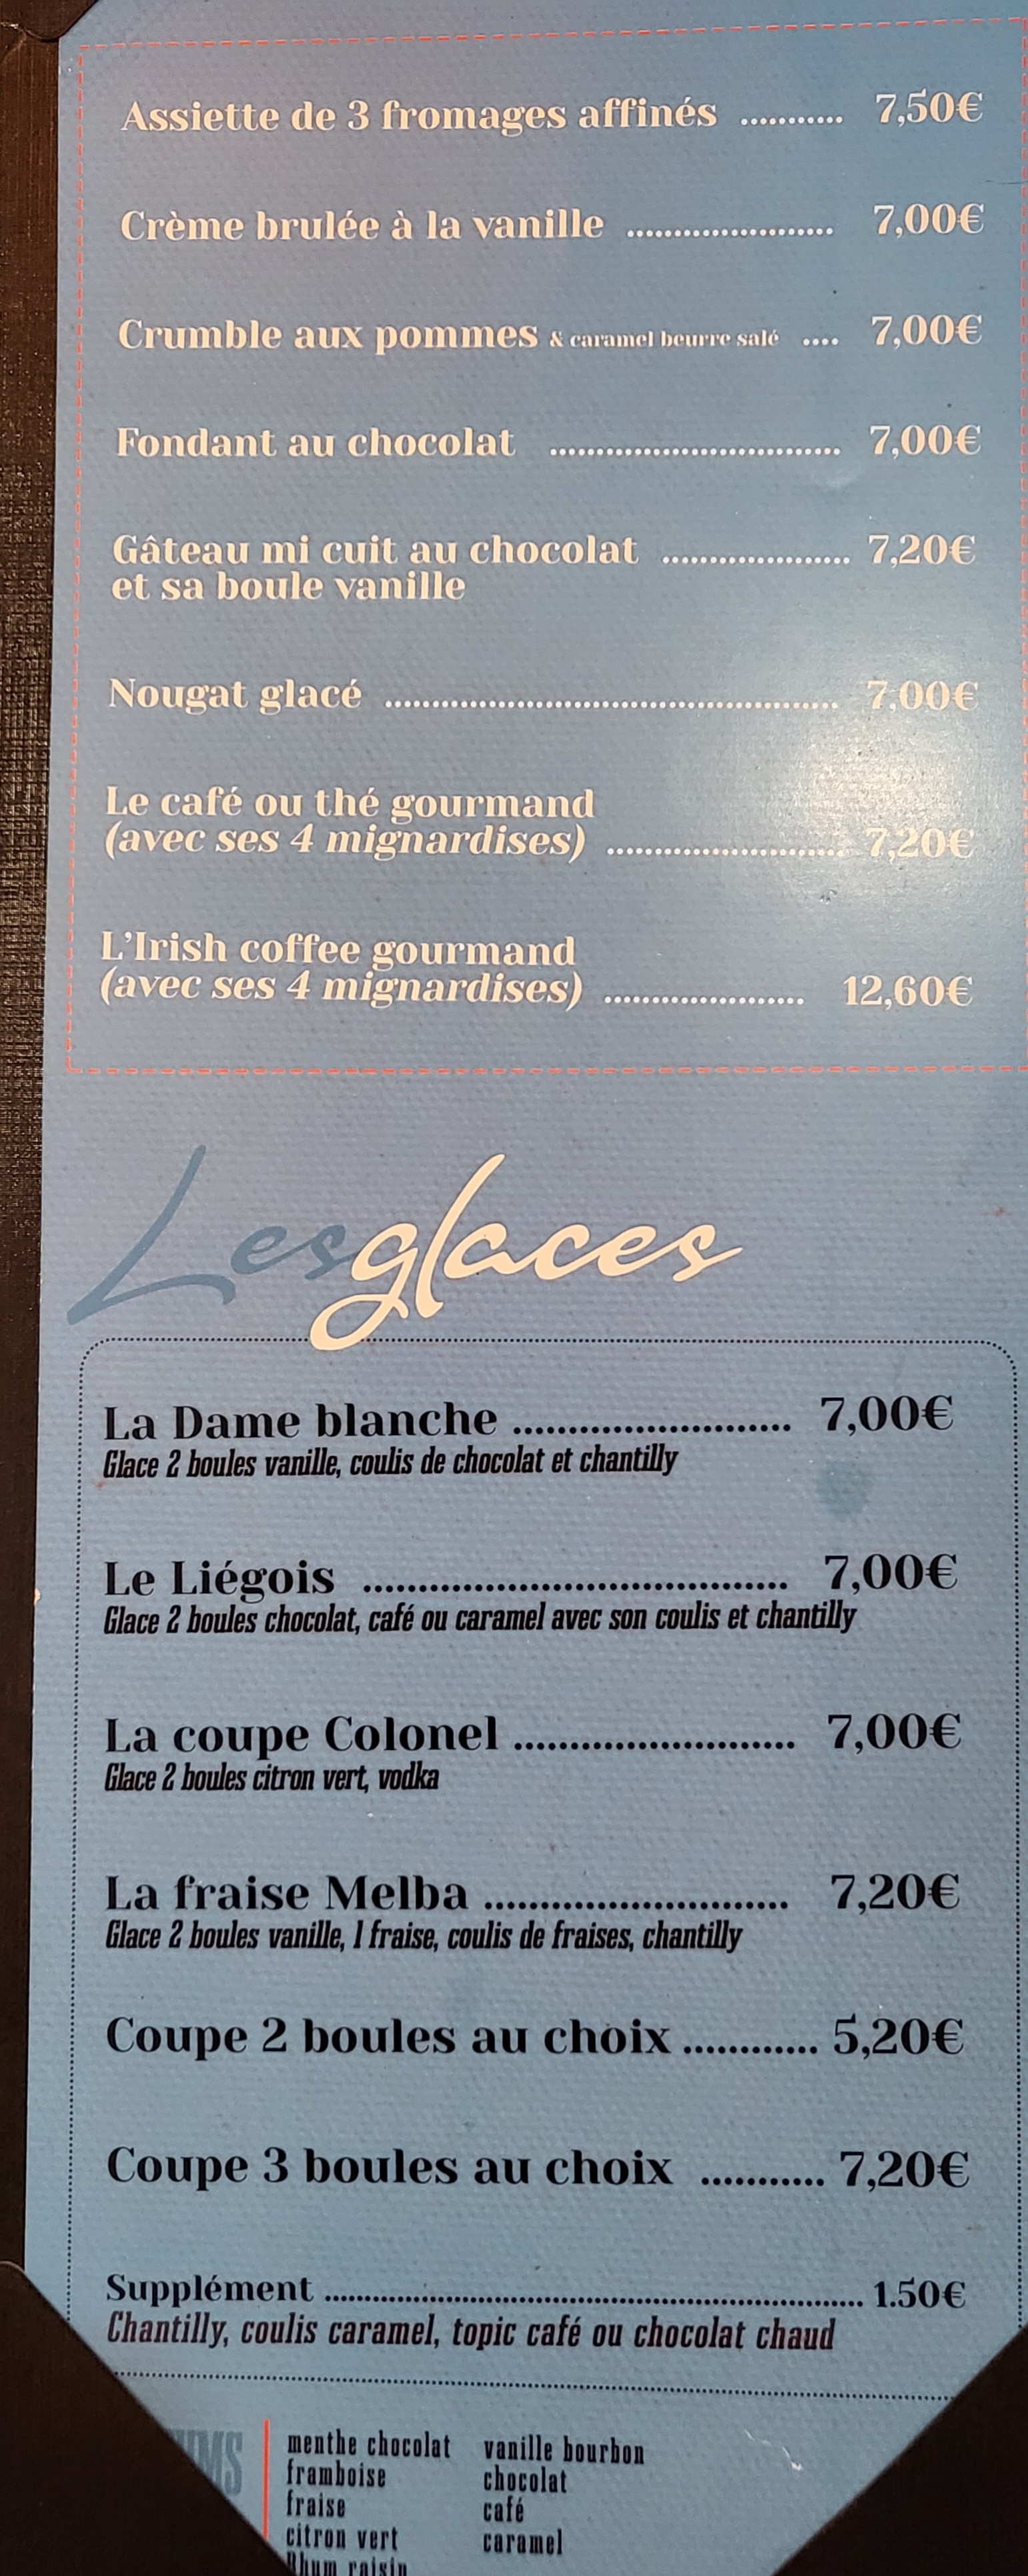 Assiette de 3 fromages affinés ........... 7,50€
Crème brulée à la vanille ...................... 7,00€
Crumble aux pommes & caramel beurre salé .... 7,00€
Fondant au chocolat ............................... 7,00€
Gâteau mi cuit au chocolat .................... 7,20€
et sa boule vanille
Nougat glacé ................................................ 7,00€
Le café ou thé gourmand
(avec ses 4 mignardises) ......................... 7,20€
L'Irish coffee gourmand
(avec ses 4 mignardises) ..................... 12,60€
Les glaces
La Dame blanche ......................... 7,00€
Glace 2 boules vanille, coulis de chocolat et chantilly
Le Liégois ...................................... 7,00€
Glace 2 boules chocolat, café ou caramel avec son coulis et chantilly
La coupe Colonel ......................... 7,00€
Glace 2 boules citron vert, vodka
La fraise Melba ........................... 7,20€
Glace 2 boules vanille, 1 fraise, coulis de fraises, chantilly
Coupe 2 boules au choix ............ 5,20€
Coupe 3 boules au choix ........... 7,20€
Supplément ................................................................ 1.50€
Chantilly, coulis caramel, topic café ou chocolat chaud
menthe chocolat vanille bourbon
framboise chocolat
fraise café
citron vert caramel
Rhum raisin